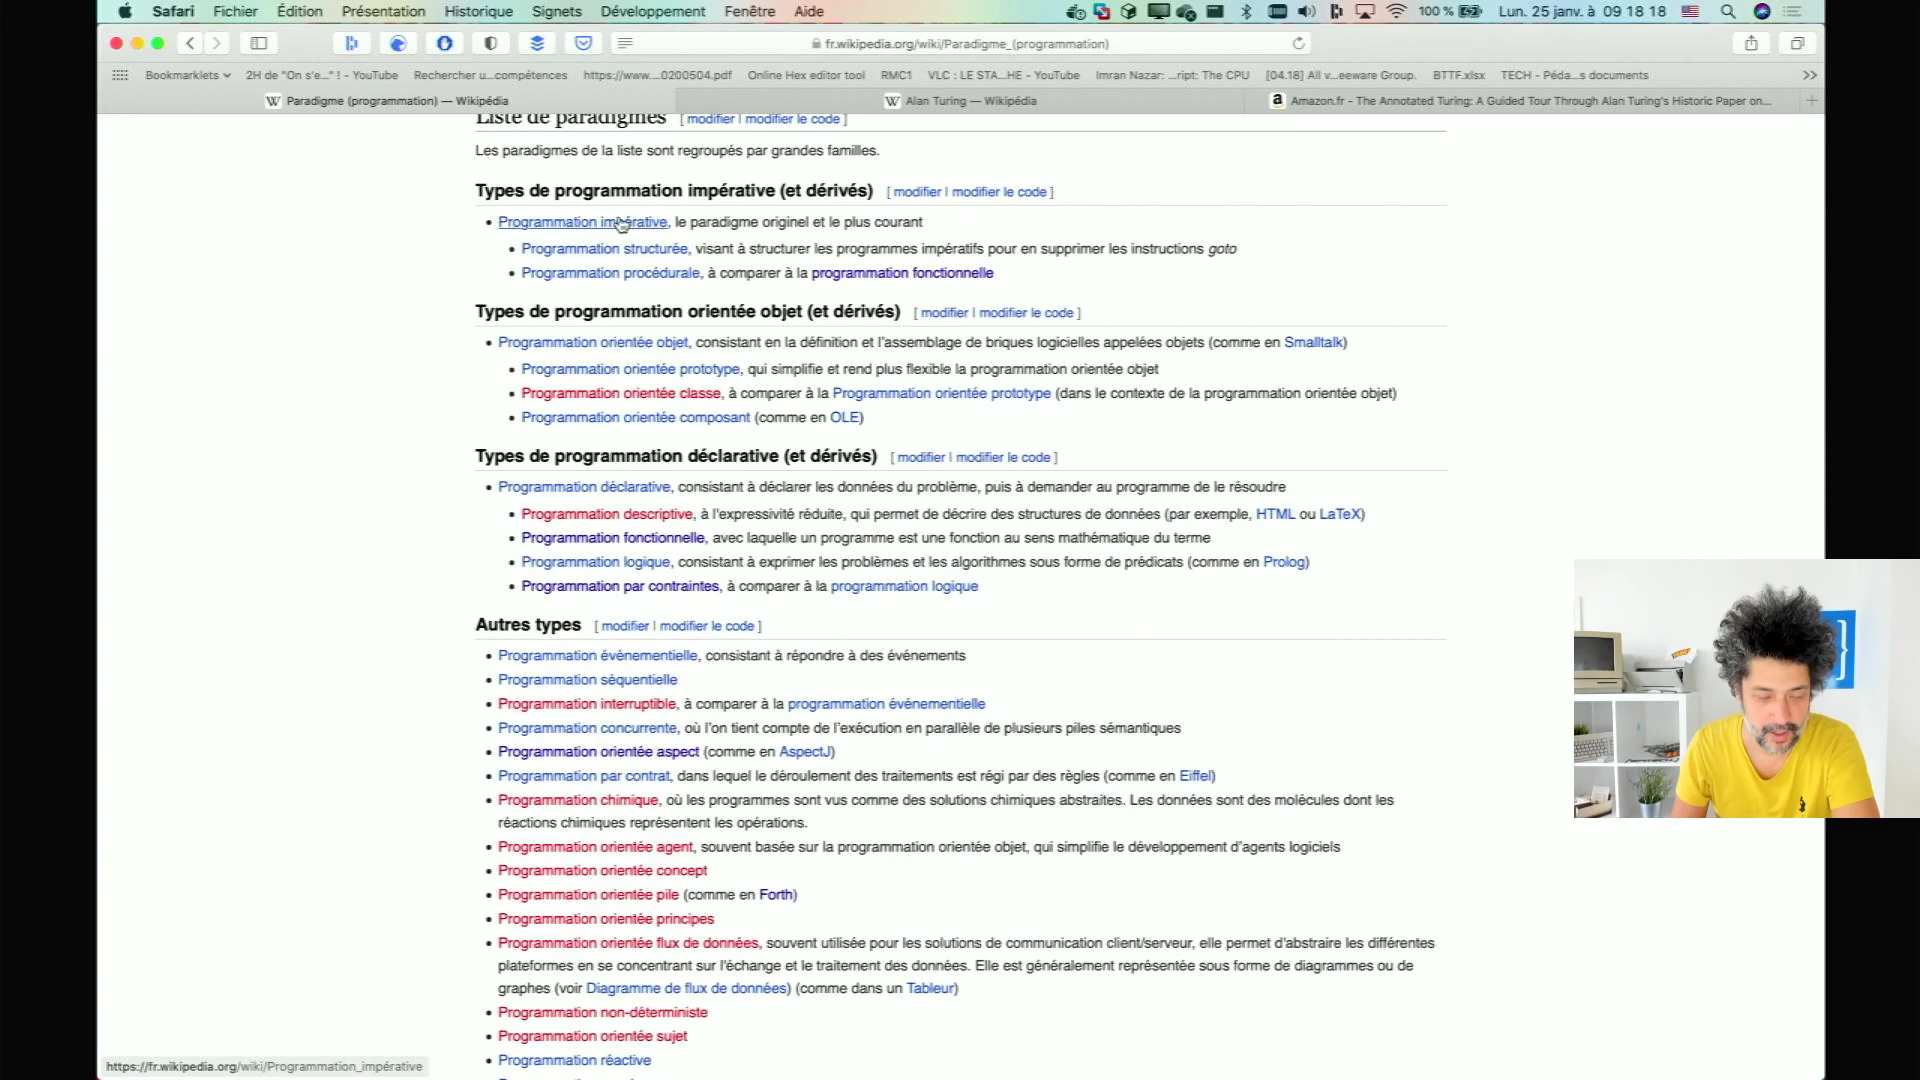 Safari Fichier Édition Présentation Historique Signets Développement Fenêtre Aide 100 % Lun. 25 janv. à 09 18 18
fr.wikipedia.org/wiki/Paradigme_(programmation)
Bookmarklets 2H de "On s'e..." ! - YouTube Rechercher u...compétences https://www....0200504.pdf Online Hex editor tool RMC1 VLC : LE STA...HE - YouTube Imran Nazar: ...ript: The CPU [04.18] All v...eeware Group. BTTF.xlsx TECH - Péda...s documents
Paradigme (programmation) — Wikipédia Alan Turing — Wikipédia Amazon.fr - The Annotated Turing: A Guided Tour Through Alan Turing's Historic Paper on...
Liste de paradigmes [ modifier | modifier le code ]
Les paradigmes de la liste sont regroupés par grandes familles.
Types de programmation impérative (et dérivés) [ modifier | modifier le code ]
Programmation impérative, le paradigme originel et le plus courant
Programmation structurée, visant à structurer les programmes impératifs pour en supprimer les instructions goto
Programmation procédurale, à comparer à la programmation fonctionnelle
Types de programmation orientée objet (et dérivés) [ modifier | modifier le code ]
Programmation orientée objet, consistant en la définition et l'assemblage de briques logicielles appelées objets (comme en Smalltalk)
Programmation orientée prototype, qui simplifie et rend plus flexible la programmation orientée objet
Programmation orientée classe, à comparer à la Programmation orientée prototype (dans le contexte de la programmation orientée objet)
Programmation orientée composant (comme en OLE)
Types de programmation déclarative (et dérivés) [ modifier | modifier le code ]
Programmation déclarative, consistant à déclarer les données du problème, puis à demander au programme de le résoudre
Programmation descriptive, à l'expressivité réduite, qui permet de décrire des structures de données (par exemple, HTML ou LaTeX)
Programmation fonctionnelle, avec laquelle un programme est une fonction au sens mathématique du terme
Programmation logique, consistant à exprimer les problèmes et les algorithmes sous forme de prédicats (comme en Prolog)
Programmation par contraintes, à comparer à la programmation logique
Autres types [ modifier | modifier le code ]
Programmation événementielle, consistant à répondre à des événements
Programmation séquentielle
Programmation interruptible, à comparer à la programmation événementielle
Programmation concurrente, où l'on tient compte de l'exécution en parallèle de plusieurs piles sémantiques
Programmation orientée aspect (comme en AspectJ)
Programmation par contrat, dans lequel le déroulement des traitements est régi par des règles (comme en Eiffel)
Programmation chimique, où les programmes sont vus comme des solutions chimiques abstraites. Les données sont des molécules dont les
réactions chimiques représentent les opérations.
Programmation orientée agent, souvent basée sur la programmation orientée objet, qui simplifie le développement d'agents logiciels
Programmation orientée concept
Programmation orientée pile (comme en Forth)
Programmation orientée principes
Programmation orientée flux de données, souvent utilisée pour les solutions de communication client/serveur, elle permet d'abstraire les différentes
plateformes en se concentrant sur l'échange et le traitement des données. Elle est généralement représentée sous forme de diagrammes ou de
graphes (voir Diagramme de flux de données) (comme dans un Tableur)
Programmation non-déterministe
Programmation orientée sujet
Programmation réactive
https://fr.wikipedia.org/wiki/Programmation_impérative